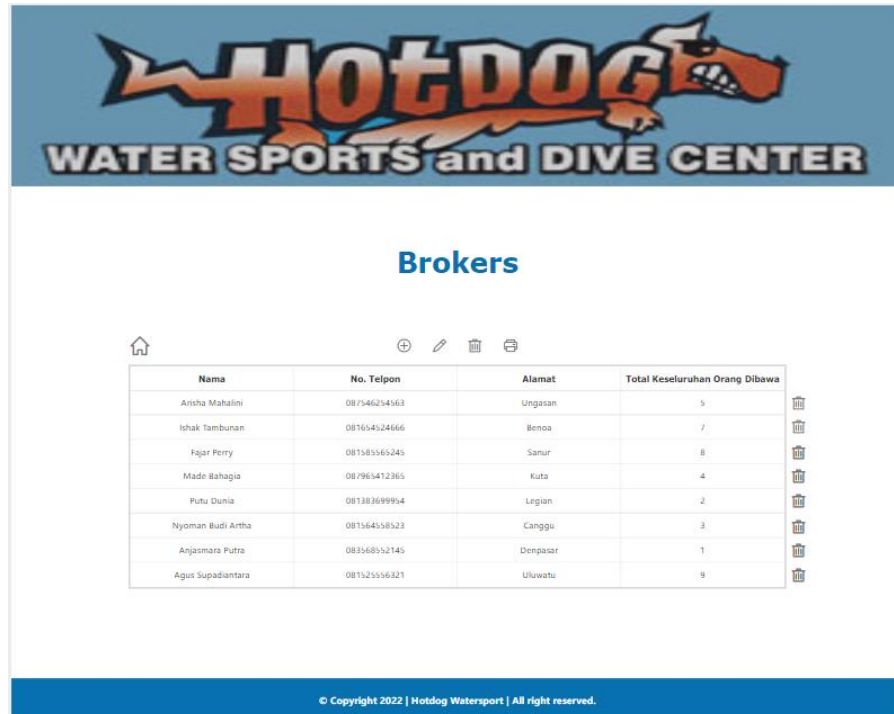 HotDOG
WATER SPORTS and DIVE CENTER
Brokers
Nama No. Telpon Alamat Total Keseluruhan Orang Dibawa
Arisha Mahalini 087546254563 Ungasan 5
Ishak Tambunan 081654524666 Benoa 7
Fajar Perry 081585565245 Sanur 8
Made Bahagia 087965412365 Kuta 4
Putu Dunia 081383699954 Legian 2
Nyoman Budi Artha 081564558523 Canggu 3
Anjasmara Putra 083568552145 Denpasar 1
Agus Supadiantara 081525556321 Uluwatu 9
© Copyright 2022 | Hotdog Watersport | All right reserved.